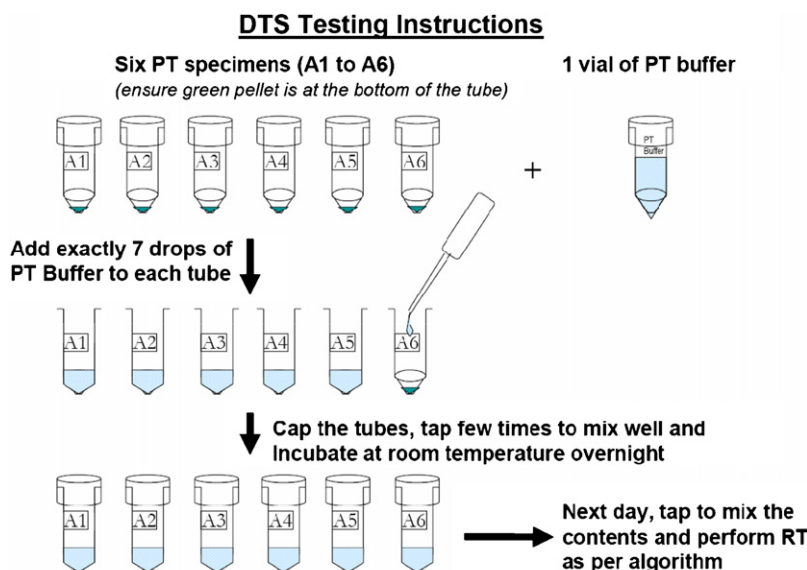 DTS Testing Instructions
Six PT specimens (A1 to A6)
(ensure green pellet is at the bottom of the tube)
1 vial of PT buffer
A1 A2 A3 A4 A5 A6
+
PT
Buffer
Add exactly 7 drops of
PT Buffer to each tube
A1 A2 A3 A4 A5 A6
Cap the tubes, tap few times to mix well and
Incubate at room temperature overnight
A1 A2 A3 A4 A5 A6
Next day, tap to mix the
contents and perform RT
as per algorithm